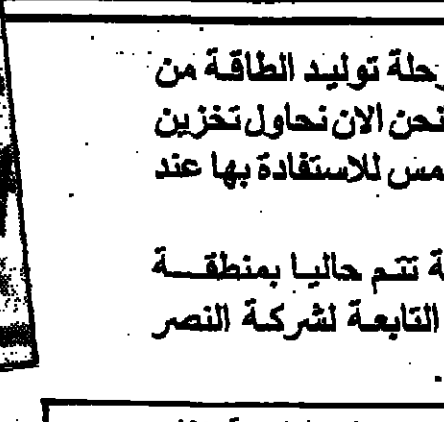 رحلة توليد الطاقة من
نحن الان نحاول تخزين
مس للاستفادة بها عند
ة تتم حاليا بمنطقة
التابعة لشركة النصر
.